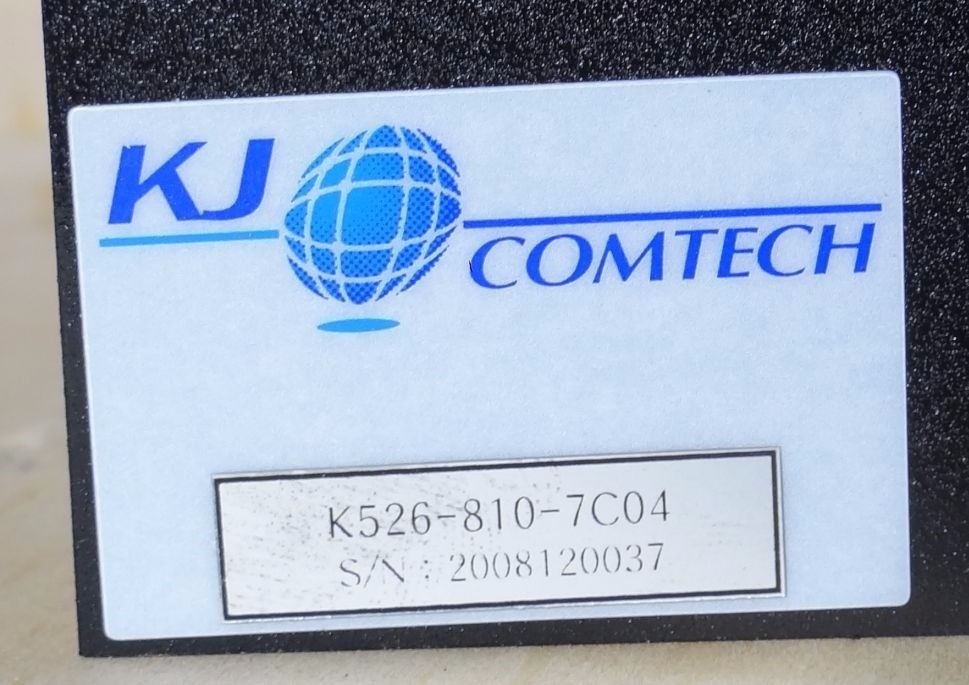 KJ
COMTECH
K526-810-7C04
S/N : 2008120037